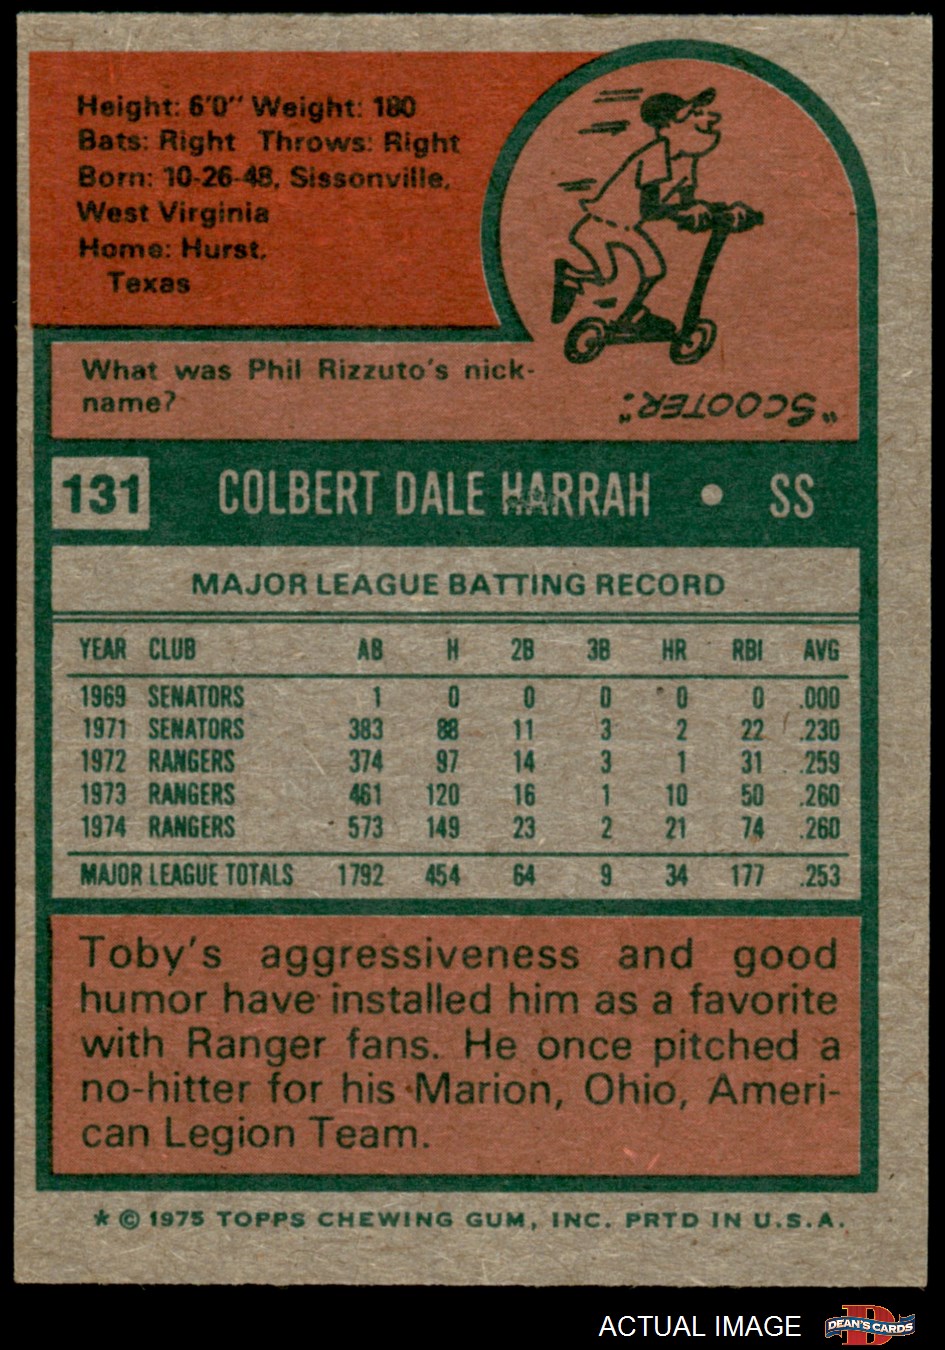 Height: 6'0" Weight: 180
Bats: Right Throws: Right
Born: 10-26-48, Sissonville,
West Virginia
Home: Hurst,
Texas
What was Phil Rizzuto's nick-
name?
"SCOOTER."
131 COLBERT DALE HARRAH • SS
MAJOR LEAGUE BATTING RECORD
YEAR CLUB AB H 2B 3B HR RBI AVG
1969 SENATORS 1 0 0 0 0 0 .000
1971 SENATORS 383 88 11 3 2 22 .230
1972 RANGERS 374 97 14 3 1 31 .259
1973 RANGERS 461 120 16 1 10 50 .260
1974 RANGERS 573 149 23 2 21 74 .260
MAJOR LEAGUE TOTALS 1792 454 64 9 34 177 .253
Toby's aggressiveness and good
humor have installed him as a favorite
with Ranger fans. He once pitched a
no-hitter for his Marion, Ohio, Ameri-
can Legion Team.
* © 1975 TOPPS CHEWING GUM, INC. PRTD IN U.S.A.
ACTUAL IMAGE
D
DEAN'S CARDS